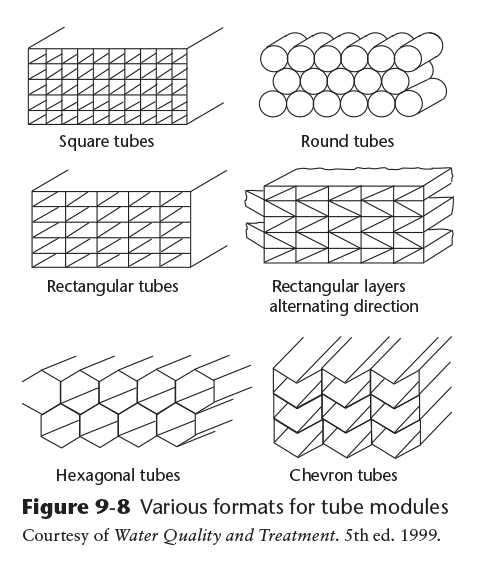 Square tubes
Round tubes
Rectangular tubes
Rectangular layers
alternating direction
Hexagonal tubes
Chevron tubes
Figure 9-8 Various formats for tube modules
Courtesy of Water Quality and Treatment. 5th ed. 1999.